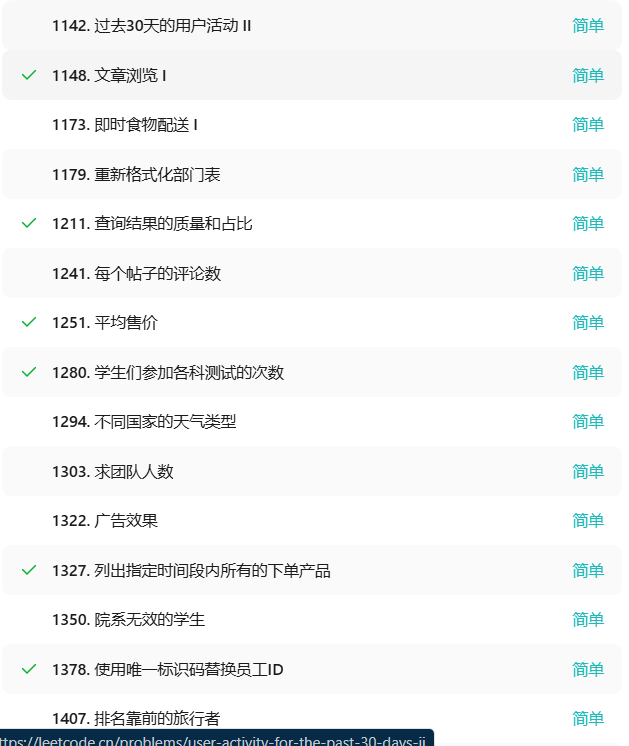 1142. 过去30天的用户活动 II 简单
1148. 文章浏览 I 简单
1173. 即时食物配送 I 简单
1179. 重新格式化部门表 简单
1211. 查询结果的质量和占比 简单
1241. 每个帖子的评论数 简单
1251. 平均售价 简单
1280. 学生们参加各科测试的次数 简单
1294. 不同国家的天气类型 简单
1303. 求团队人数 简单
1322. 广告效果 简单
1327. 列出指定时间段内所有的下单产品 简单
1350. 院系无效的学生 简单
1378. 使用唯一标识码替换员工ID 简单
1407. 排名靠前的旅行者 简单
ttps://leetcode.cn/problems/user-activity-for-the-past-30-days-ii